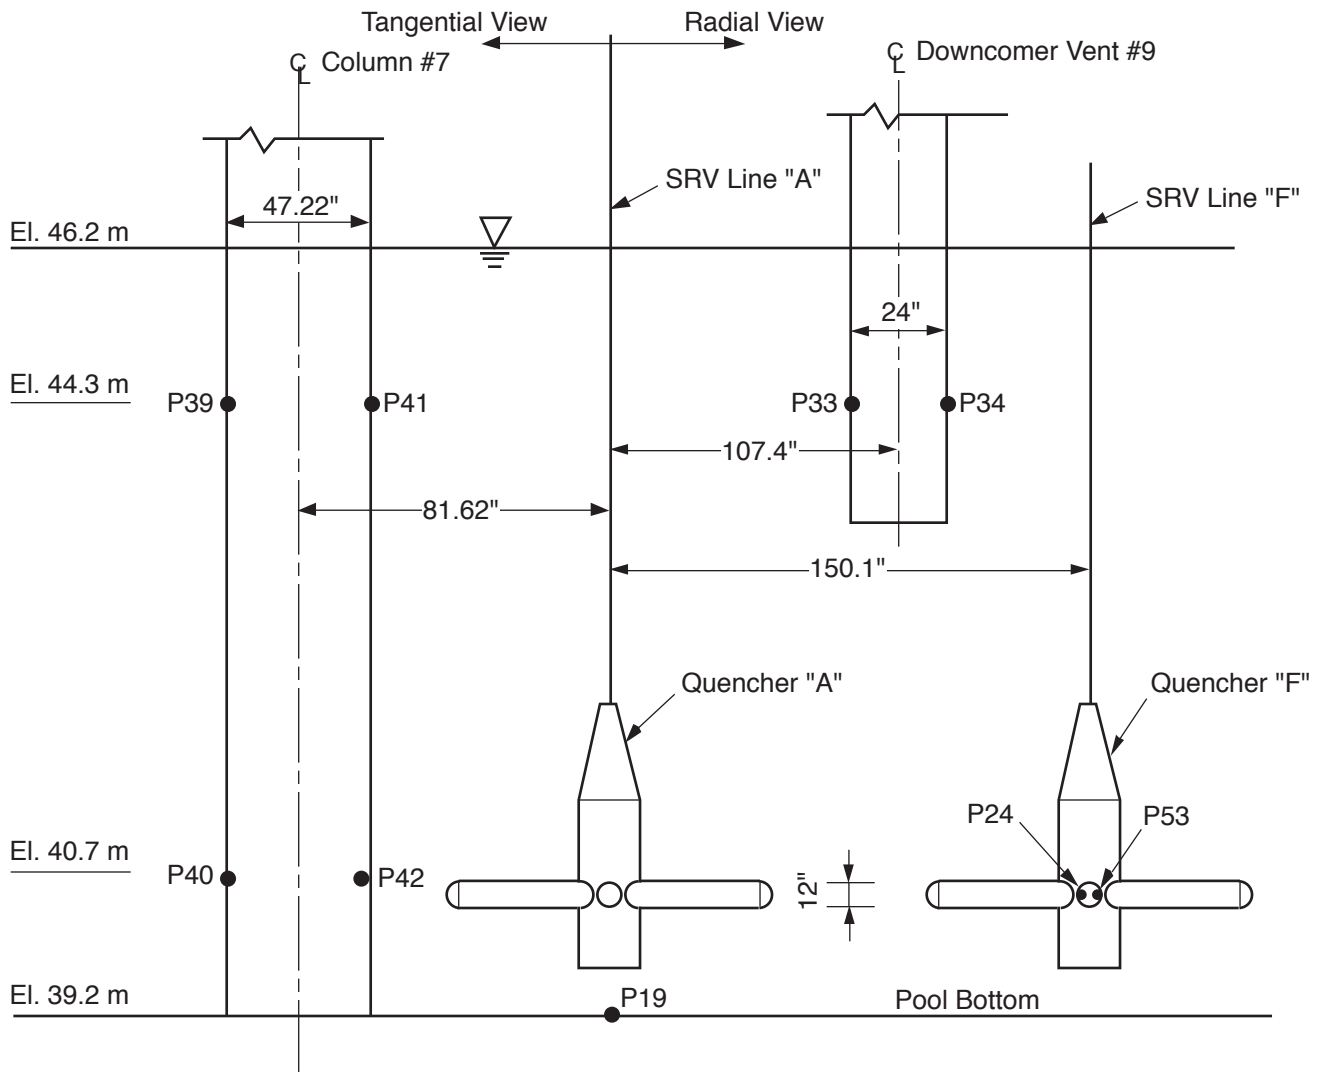 Tangential View
Radial View
℄ Column #7
℄ Downcomer Vent #9
SRV Line "A"
SRV Line "F"
47.22"
El. 46.2 m
24"
El. 44.3 m
P39
P41
P33
P34
107.4"
81.62"
150.1"
Quencher "A"
Quencher "F"
P24
P53
El. 40.7 m
P40
P42
12"
El. 39.2 m
P19
Pool Bottom